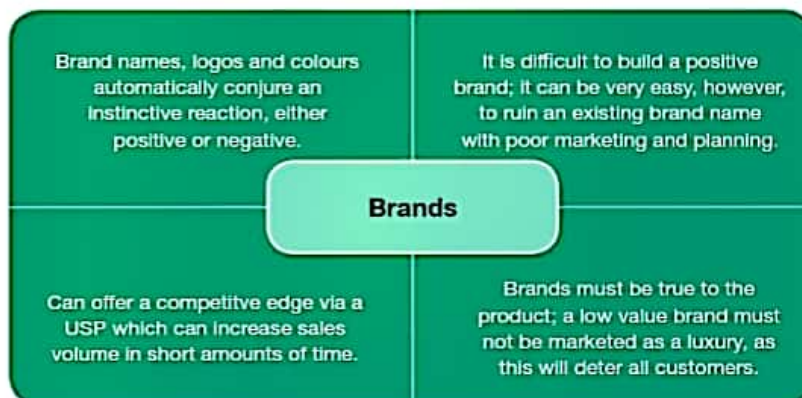 Brand names, logos and colours
automatically conjure an
instinctive reaction, either
positive or negative.
It is difficult to build a positive
brand; it can be very easy, however,
to ruin an existing brand name
with poor marketing and planning.
Brands
Can offer a competitve edge via a
USP which can increase sales
volume in short amounts of time.
Brands must be true to the
product; a low value brand must
not be marketed as a luxury, as
this will deter all customers.